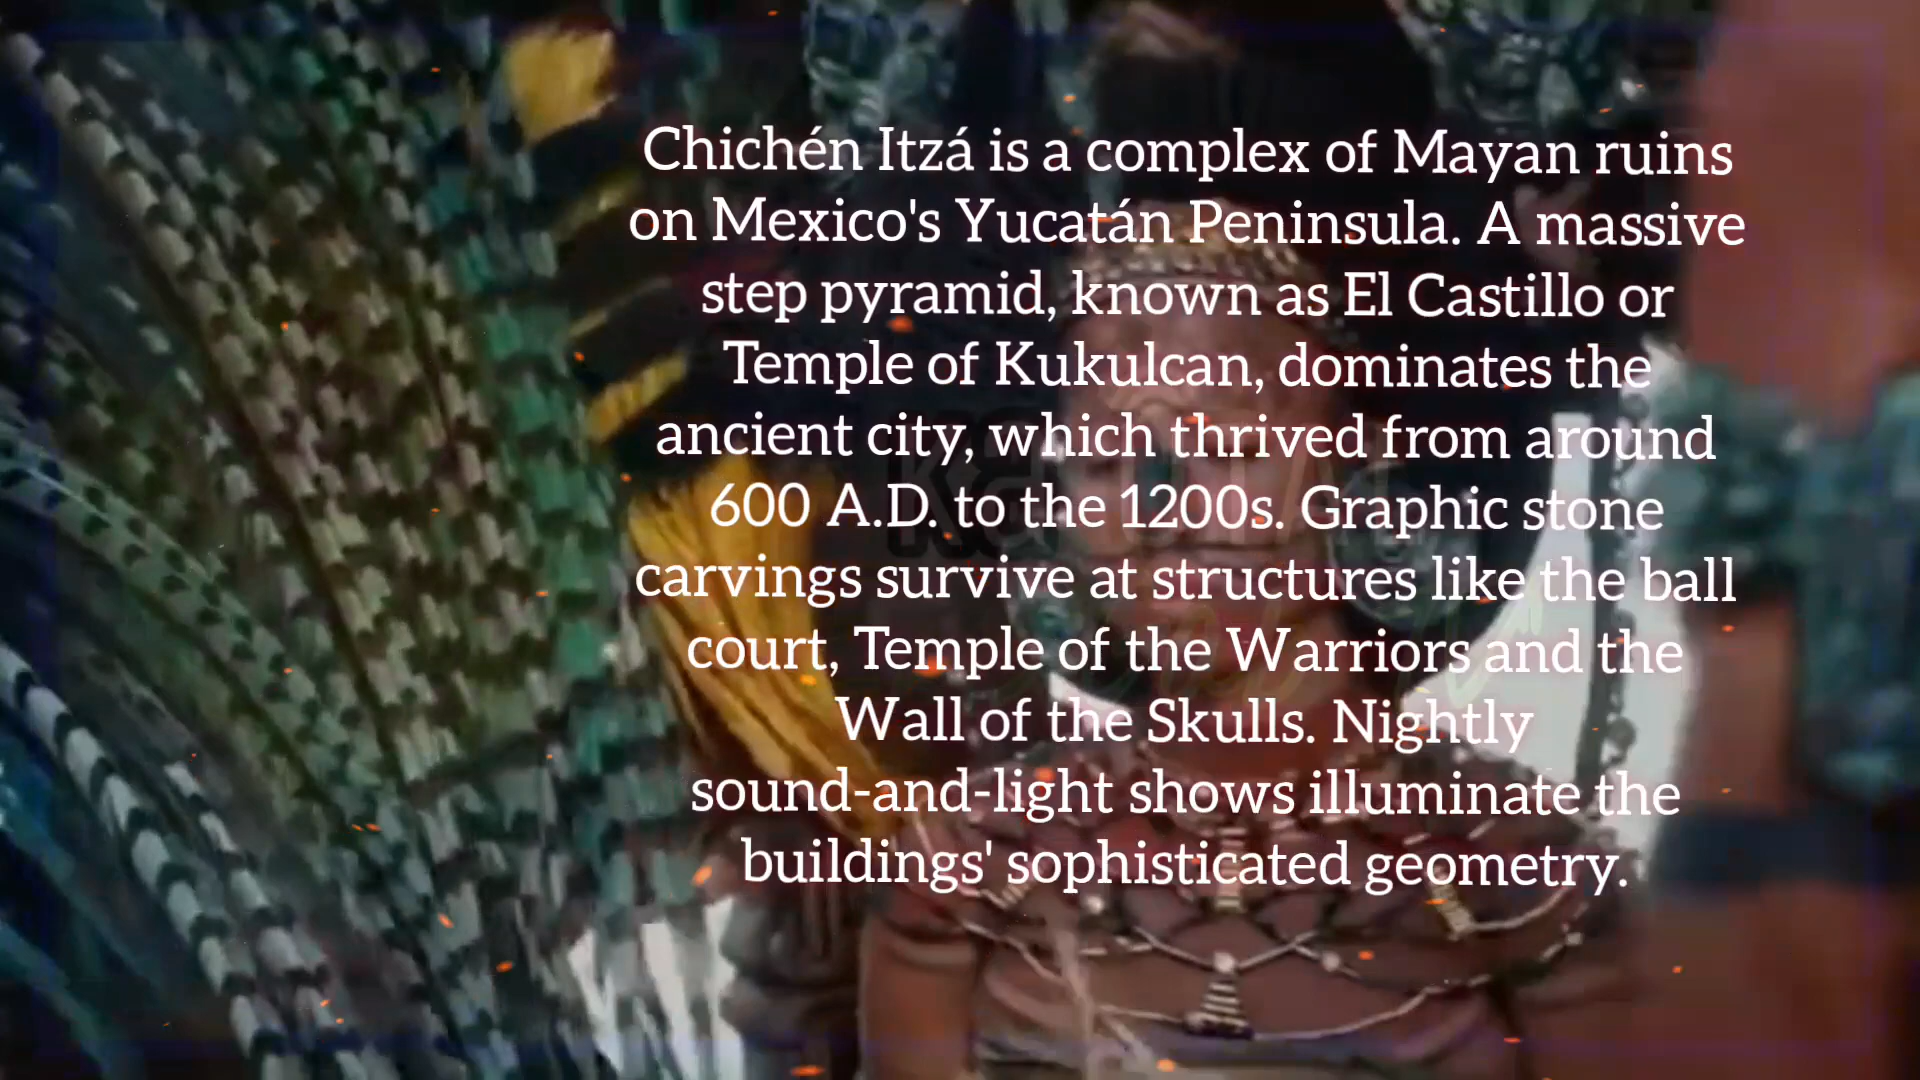 Chichén Itzá is a complex of Mayan ruins
on Mexico's Yucatán Peninsula. A massive
step pyramid, known as El Castillo or
Temple of Kukulcan, dominates the
ancient city, which thrived from around
600 A.D. to the 1200s. Graphic stone
carvings survive at structures like the ball
court, Temple of the Warriors and the
Wall of the Skulls. Nightly
sound-and-light shows illuminate the
buildings' sophisticated geometry.